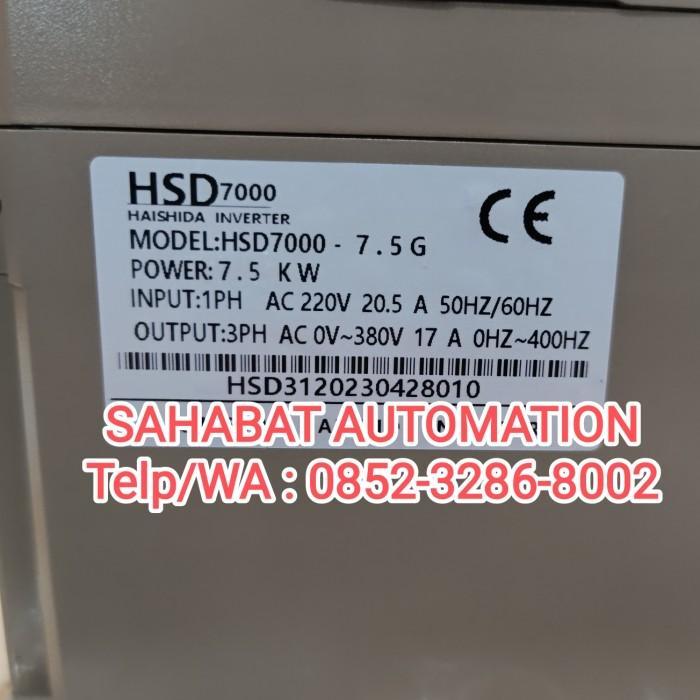 HSD7000
HAISHIDA INVERTER
CE
MODEL:HSD7000 - 7.5G
POWER:7.5 KW
INPUT:1PH AC 220V 20.5 A 50HZ/60HZ
OUTPUT:3PH AC 0V~380V 17 A 0HZ~400HZ
HSD3120230428010
SAHABAT AUTOMATION
Telp/WA : 0852-3286-8002